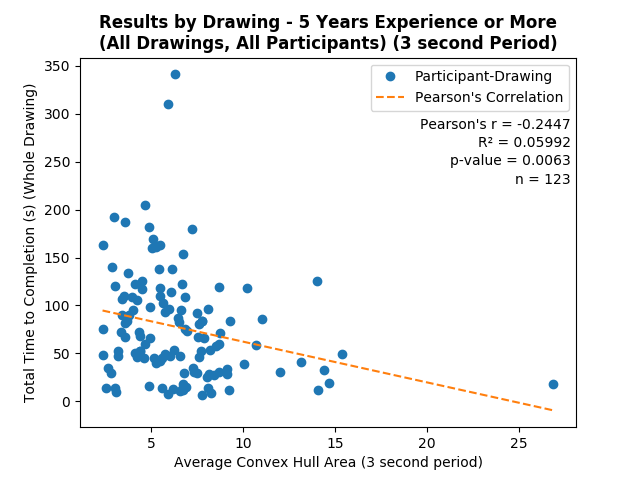 Results by Drawing - 5 Years Experience or More
(All Drawings, All Participants) (3 second Period)
Participant-Drawing
Pearson's Correlation
Pearson's r = -0.2447
R² = 0.05992
p-value = 0.0063
n = 123
Total Time to Completion (s) (Whole Drawing)
350
300
250
200
150
100
50
0
5
10
15
20
25
Average Convex Hull Area (3 second period)